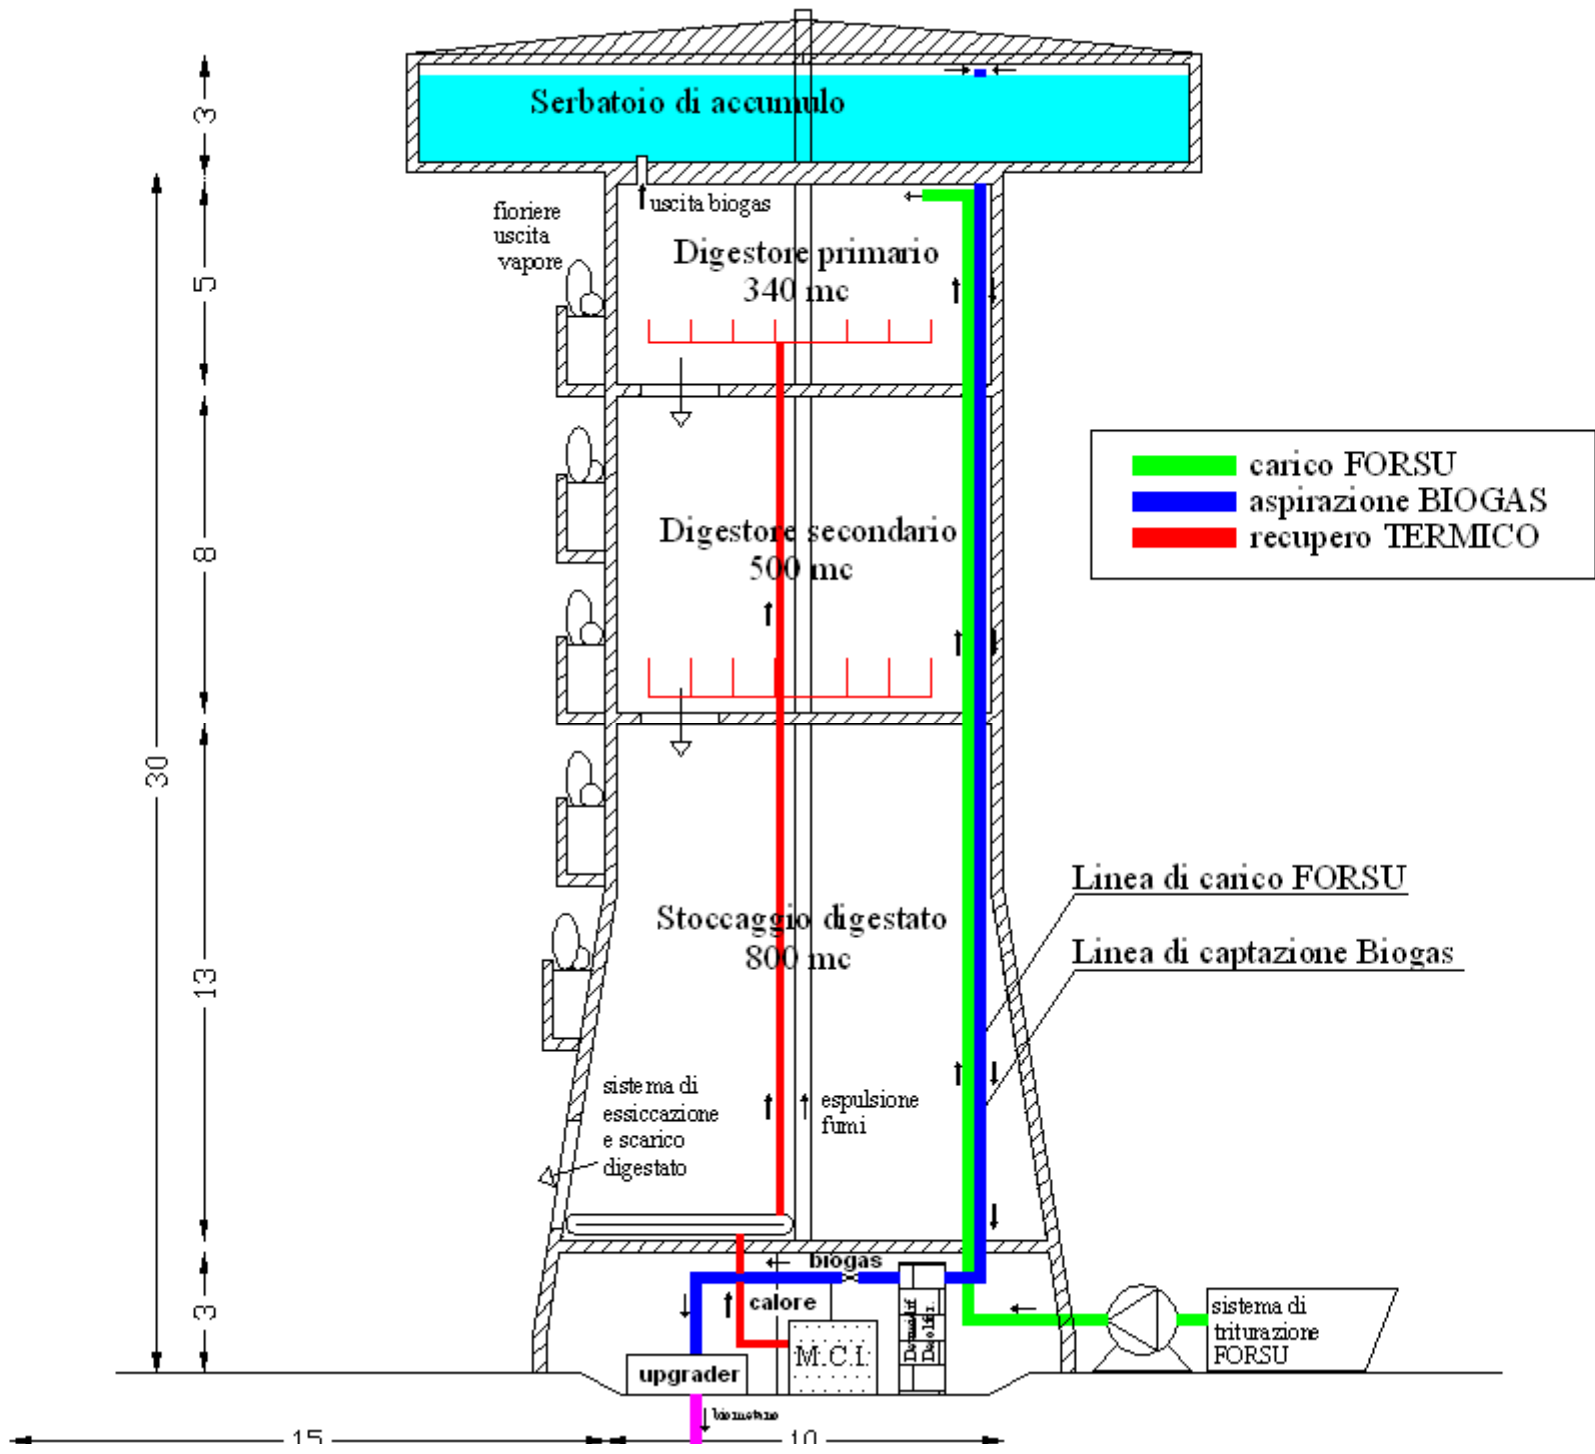 Serbatoio di accumulo
3
uscita biogas
fioriere
uscita
vapore
Digestore primario
340 mc
5
carico FORSU
aspirazione BIOGAS
recupero TERMICO
Digestore secondario
500 mc
8
30
Linea di carico FORSU
Stoccaggio digestato
800 mc
Linea di captazione Biogas
13
sistema di
essiccazione
e scarico
digestato
espulsione
fumi
biogas
calore
3
Deumidif.
Desolfor.
sistema di
triturazione
FORSU
M.C.I.
upgrader
biometano
15
10